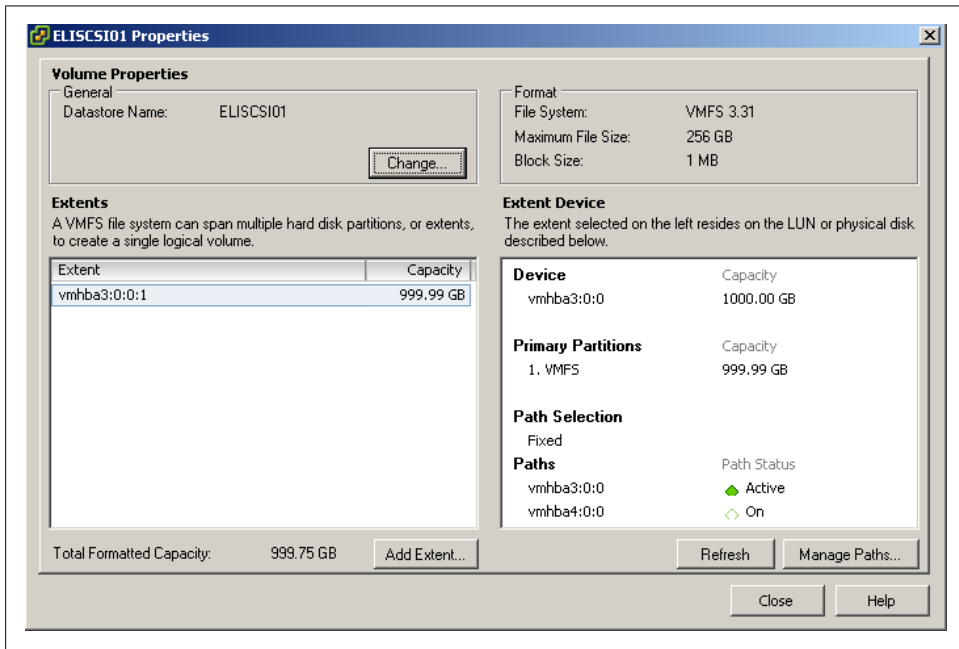 ELISCSI01 Properties
Volume Properties
General
Datastore Name: ELISCSI01
Change...
Format
File System: VMFS 3.31
Maximum File Size: 256 GB
Block Size: 1 MB
Extents
A VMFS file system can span multiple hard disk partitions, or extents,
to create a single logical volume.
Extent Capacity
vmhba3:0:0:1 999.99 GB
Total Formatted Capacity: 999.75 GB
Add Extent...
Extent Device
The extent selected on the left resides on the LUN or physical disk
described below.
Device Capacity
vmhba3:0:0 1000.00 GB
Primary Partitions Capacity
1. VMFS 999.99 GB
Path Selection
Fixed
Paths Path Status
vmhba3:0:0 Active
vmhba4:0:0 On
Refresh Manage Paths...
Close Help